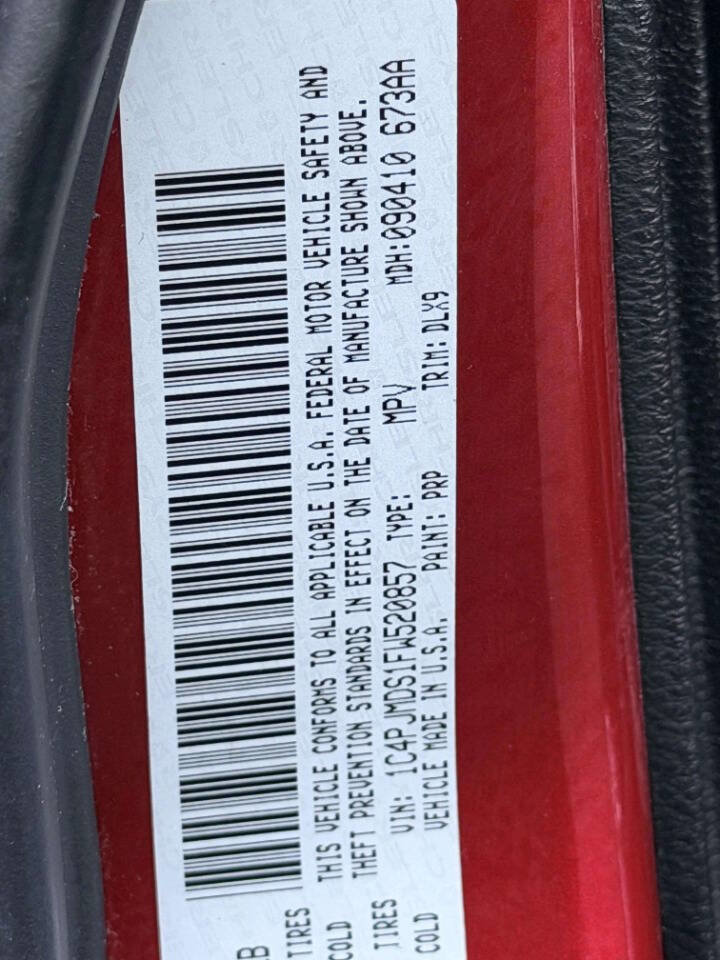 B
TIRES
COLD
THIS VEHICLE CONFORMS TO ALL APPLICABLE U.S.A. FEDERAL MOTOR VEHICLE SAFETY AND
THEFT PREVENTION STANDARDS IN EFFECT ON THE DATE OF MANUFACTURE SHOWN ABOVE.
TIRES VIN: 1C4PJMDS1FW520857 TYPE: MPV MDH:090410 673AA
COLD VEHICLE MADE IN U.S.A. PAINT: PRP TRIM: DLX9